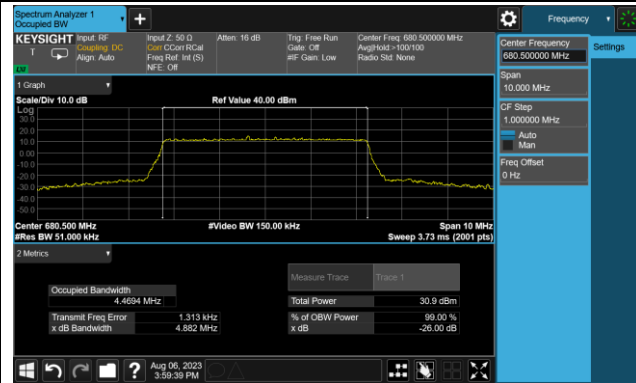 Spectrum Analyzer 1
Occupied BW
+
Frequency
KEYSIGHT
Input: RF
Coupling: DC
Align: Auto
Input Z: 50 Ω
Corr CCorr RCal
Freq Ref: Int (S)
NFE: Off
Atten: 16 dB
Trig: Free Run
Gate: Off
#IF Gain: Low
Center Freq: 680.500000 MHz
Avg|Hold:>100/100
Radio Std: None
T
LXI
Center Frequency
680.500000 MHz
Settings
Span
10.000 MHz
CF Step
1.000000 MHz
Auto
Man
Freq Offset
0 Hz
1 Graph
Scale/Div 10.0 dB
Ref Value 40.00 dBm
Log
30.0
20.0
10.0
0.00
-10.0
-20.0
-30.0
-40.0
-50.0
Center 680.500 MHz
#Video BW 150.00 kHz
Span 10 MHz
#Res BW 51.000 kHz
Sweep 3.73 ms (2001 pts)
2 Metrics
Measure Trace
Trace 1
Occupied Bandwidth
4.4694 MHz
Total Power
30.9 dBm
Transmit Freq Error
1.313 kHz
% of OBW Power
99.00 %
x dB Bandwidth
4.882 MHz
x dB
-26.00 dB
?
Aug 06, 2023
3:59:39 PM